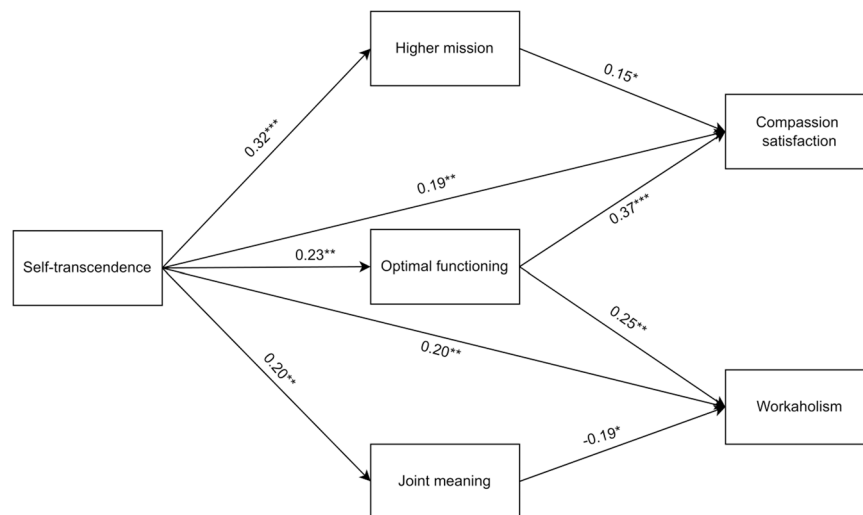 Higher mission
0.15*
Compassion
satisfaction
0.32***
0.19**
0.37***
Self-transcendence
0.23**
Optimal functioning
0.25**
0.20**
0.20**
Workaholism
-0.19*
Joint meaning